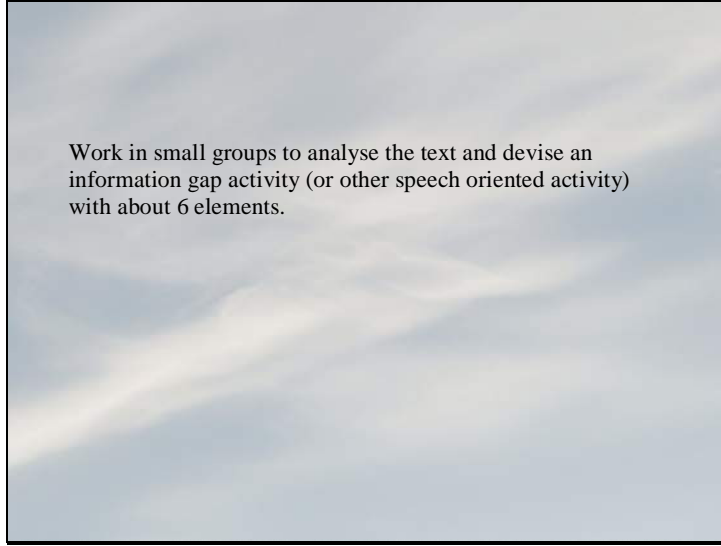 Work in small groups to analyse the text and devise an
information gap activity (or other speech oriented activity)
with about 6 elements.